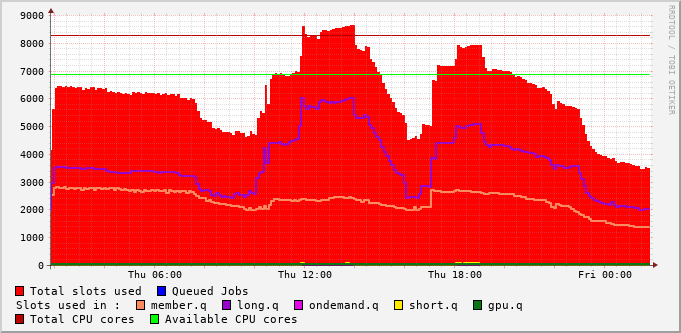 RRDTOOL / TOBI OETIKER
9000
8000
7000
6000
5000
4000
3000
2000
1000
0
Thu 06:00 Thu 12:00 Thu 18:00 Fri 00:00
Total slots used Queued Jobs
Slots used in : member.q long.q ondemand.q short.q gpu.q
Total CPU cores Available CPU cores